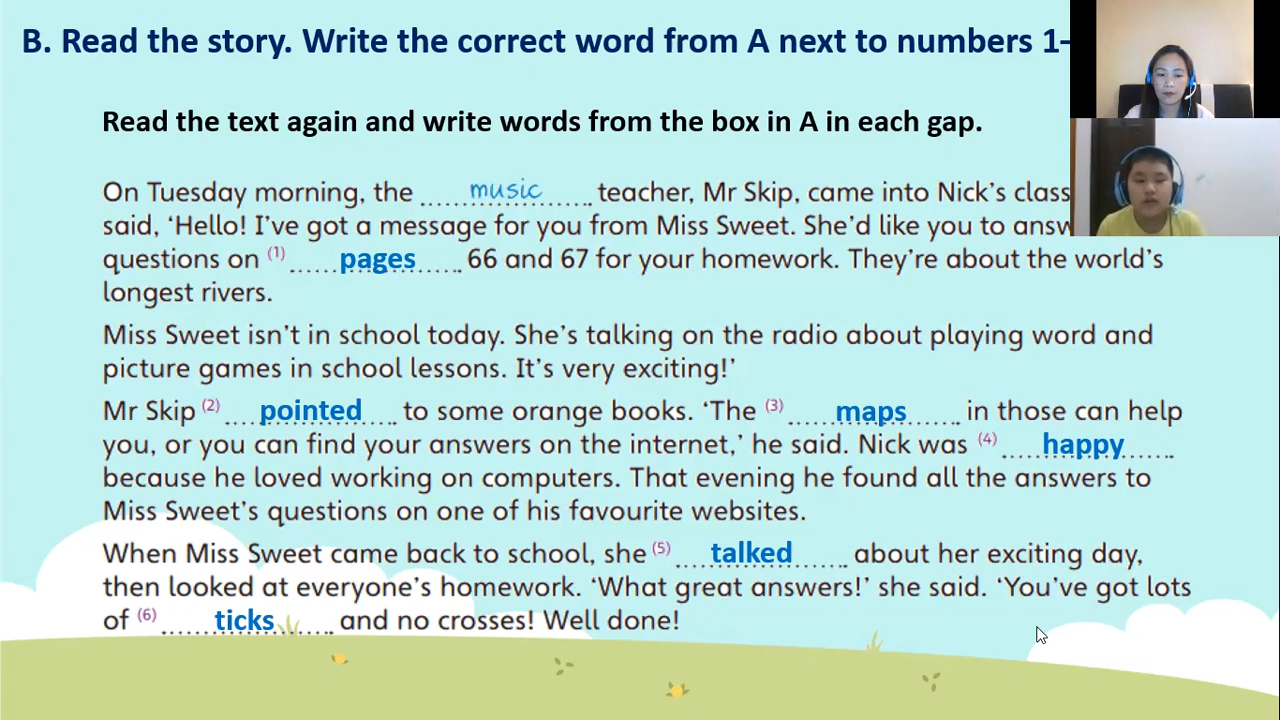 B. Read the story. Write the correct word from A next to numbers 1-
Read the text again and write words from the box in A in each gap.
On Tuesday morning, the music teacher, Mr Skip, came into Nick's class
said, 'Hello! I've got a message for you from Miss Sweet. She'd like you to answ
questions on (1) pages 66 and 67 for your homework. They're about the world's
longest rivers.
Miss Sweet isn't in school today. She's talking on the radio about playing word and
picture games in school lessons. It's very exciting!'
Mr Skip (2) pointed to some orange books. 'The (3) maps in those can help
you, or you can find your answers on the internet,' he said. Nick was (4) happy
because he loved working on computers. That evening he found all the answers to
Miss Sweet's questions on one of his favourite websites.
When Miss Sweet came back to school, she (5) talked about her exciting day,
then looked at everyone's homework. 'What great answers!' she said. 'You've got lots
of (6) ticks and no crosses! Well done!